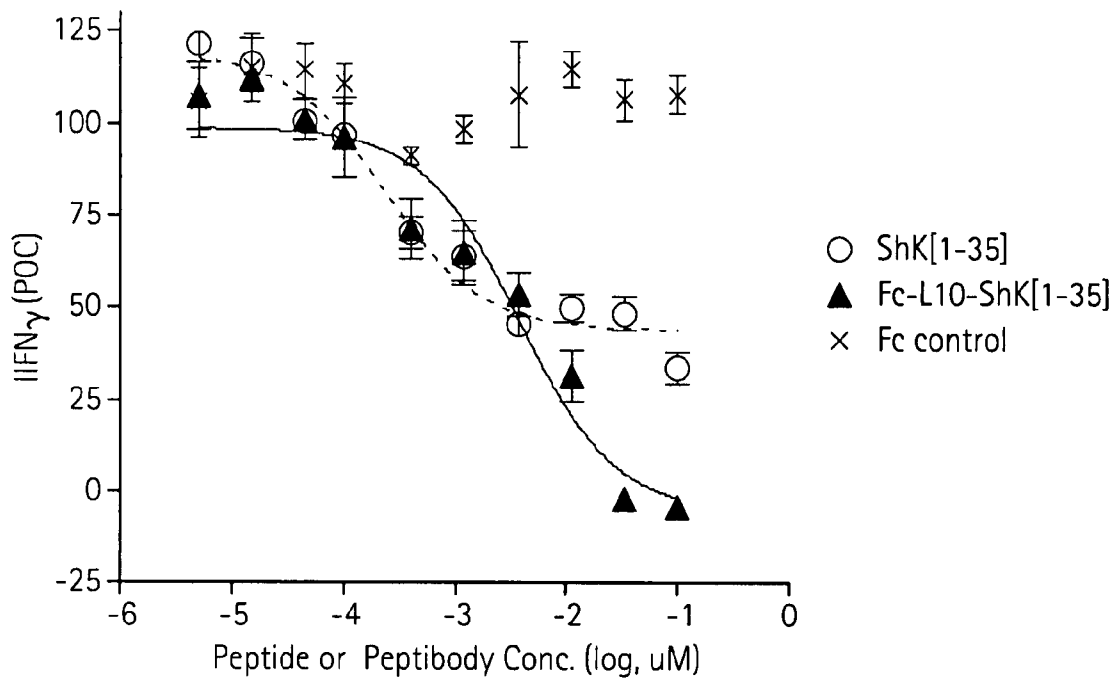 125
100
75
50
25
0
-25
IIFNγ (POC)
-6 -5 -4 -3 -2 -1 0
Peptide or Peptibody Conc. (log, uM)
ShK[1-35]
Fc-L10-ShK[1-35]
Fc control